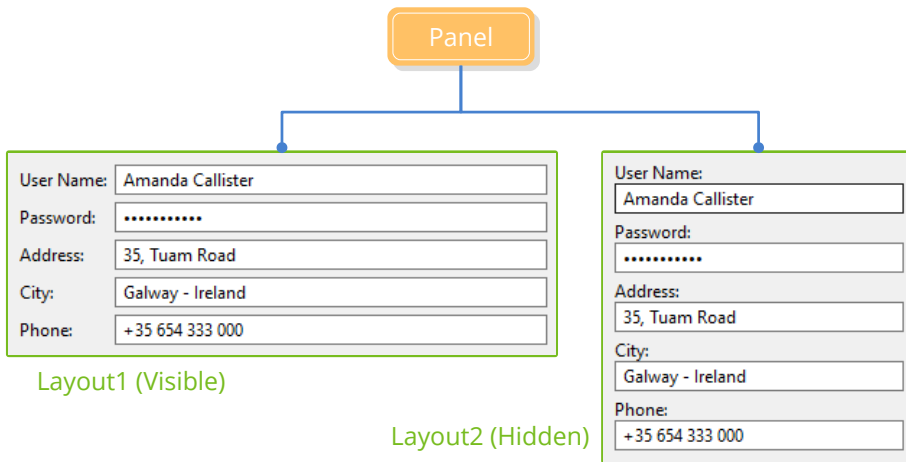 Panel
User Name: Amanda Callister
Password: •••••••••••
Address: 35, Tuam Road
City: Galway - Ireland
Phone: +35 654 333 000
Layout1 (Visible)
User Name:
Amanda Callister
Password:
•••••••••••
Address:
35, Tuam Road
City:
Galway - Ireland
Phone:
+35 654 333 000
Layout2 (Hidden)